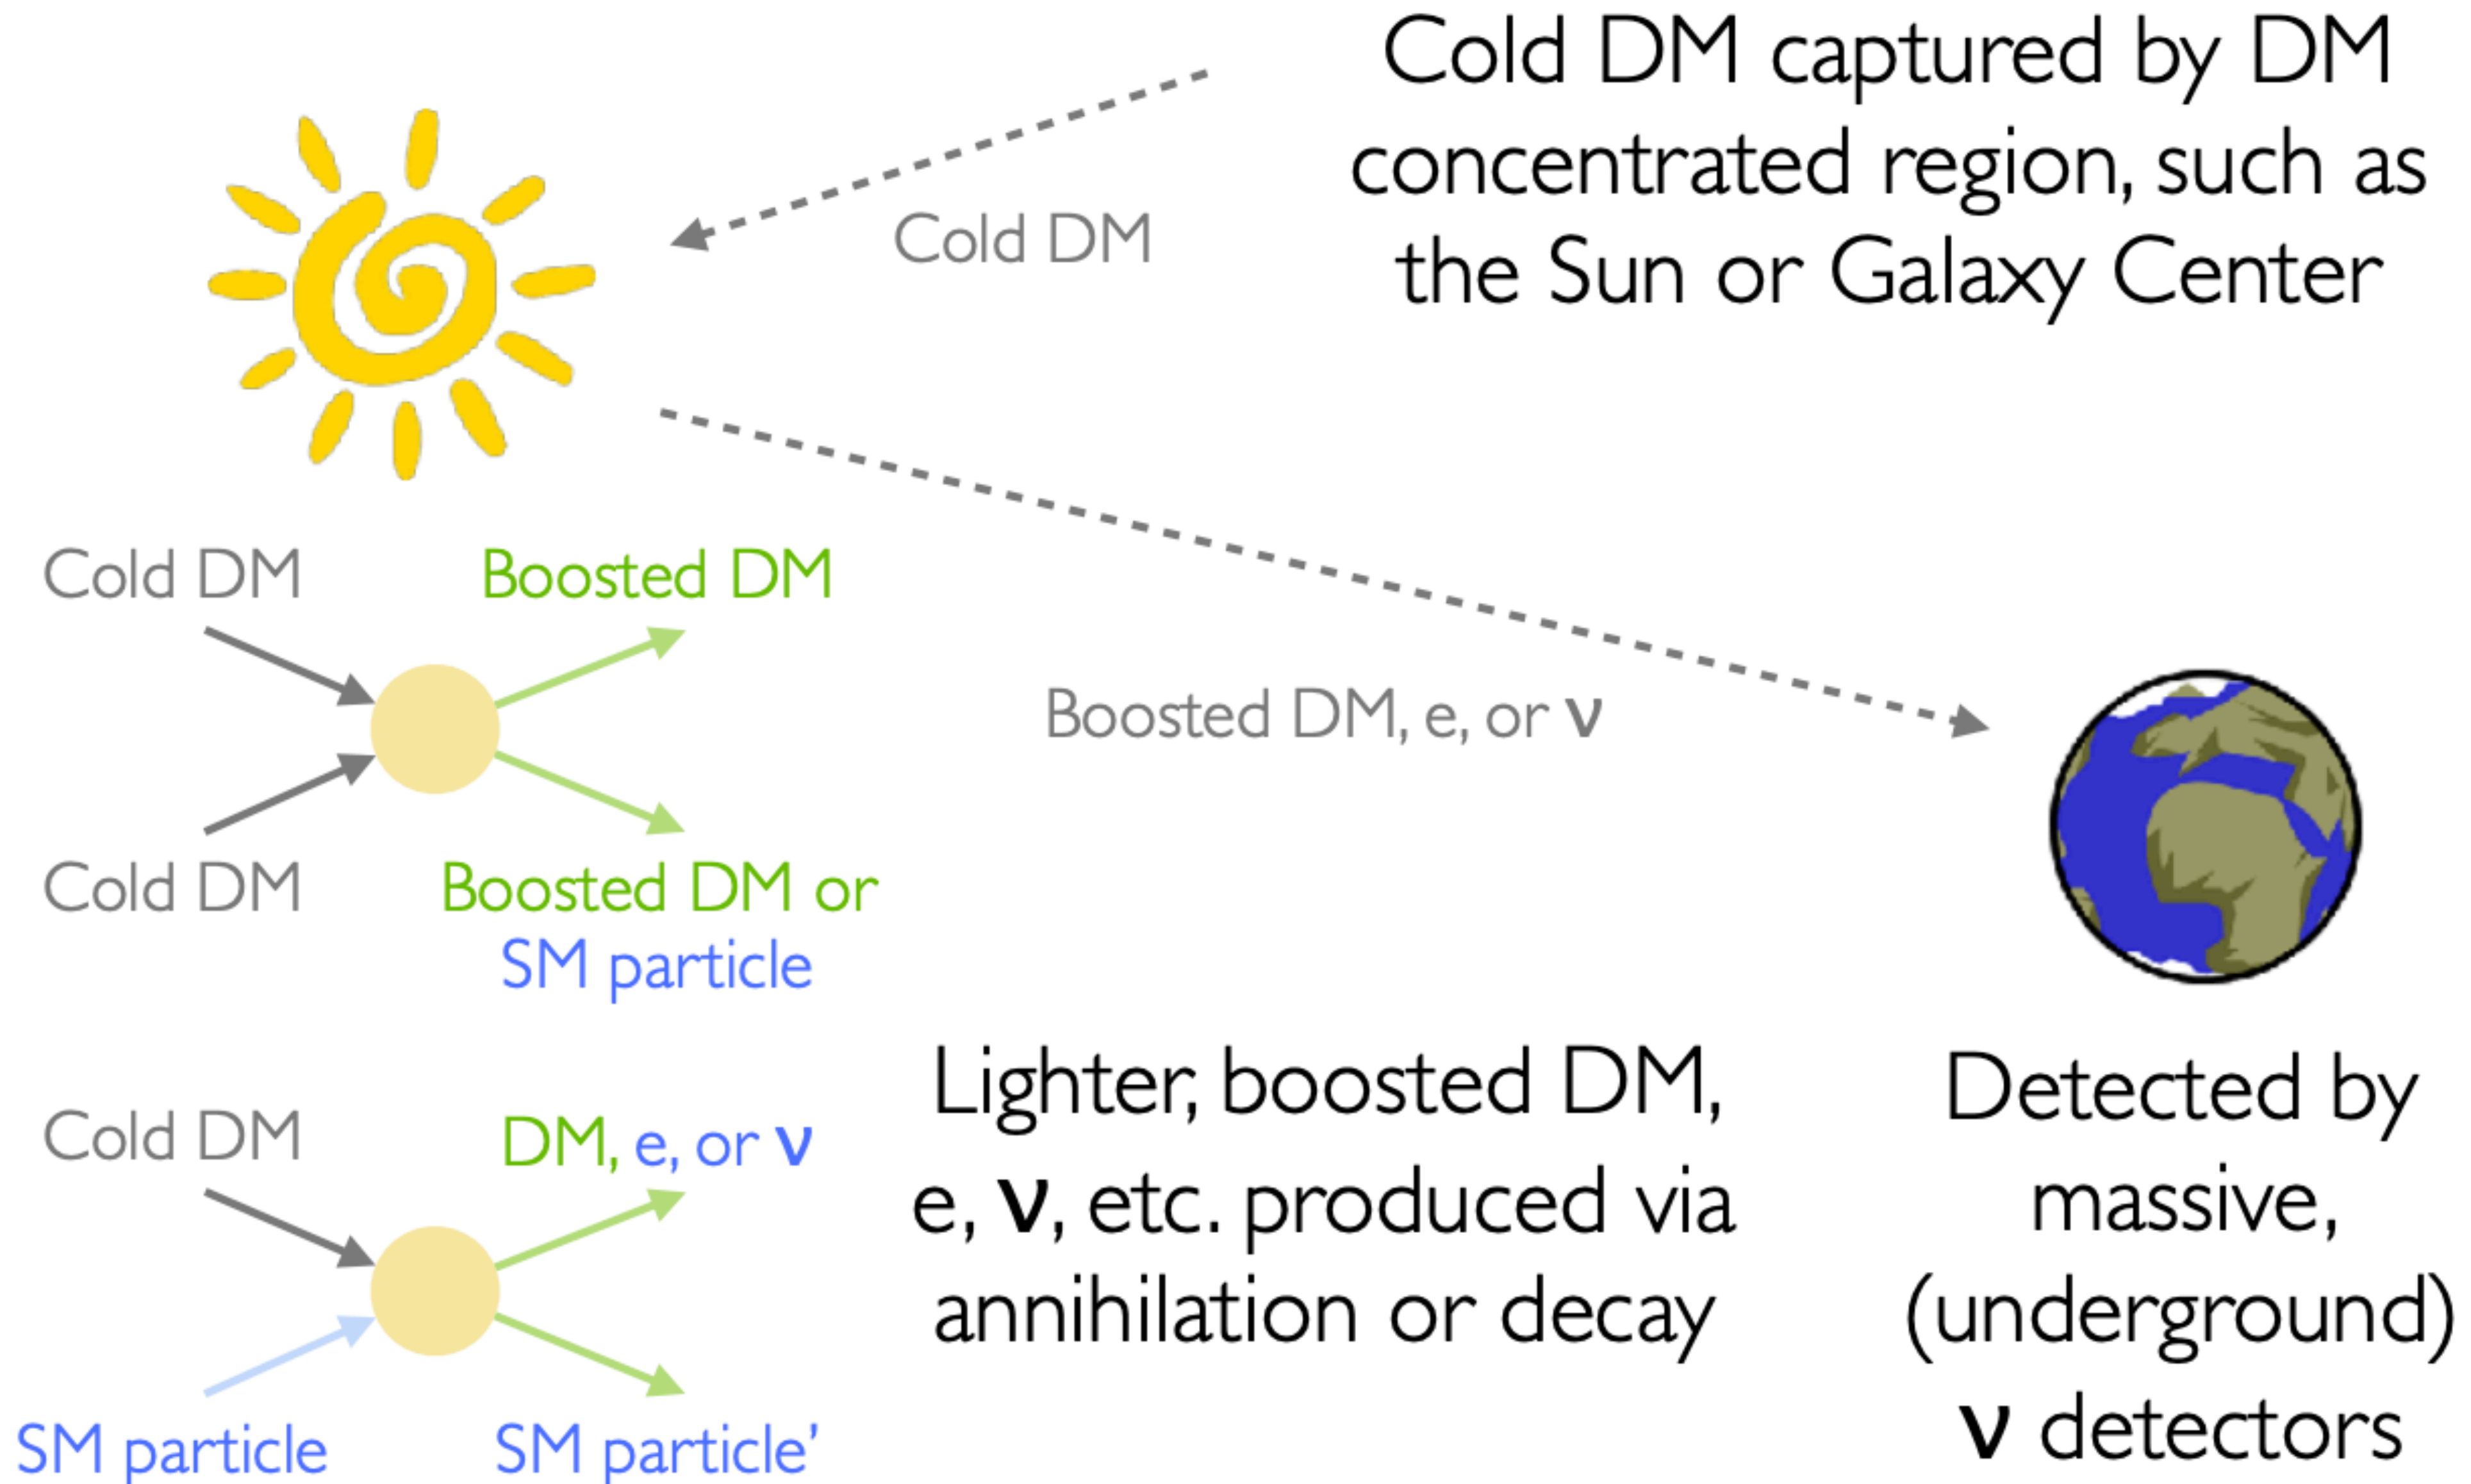 Cold DM captured by DM
concentrated region, such as
the Sun or Galaxy Center
Cold DM
Cold DM
Boosted DM
Boosted DM, e, or ν
Cold DM
Boosted DM or
SM particle
Cold DM
DM, e, or ν
SM particle
SM particle’
Lighter, boosted DM,
e, ν, etc. produced via
annihilation or decay
Detected by
massive,
(underground)
ν detectors